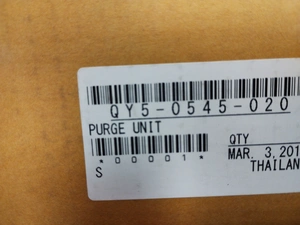 QY5-0545-020
PURGE UNIT
QTY
*00001*
MAR. 3,201
S
THAILAN